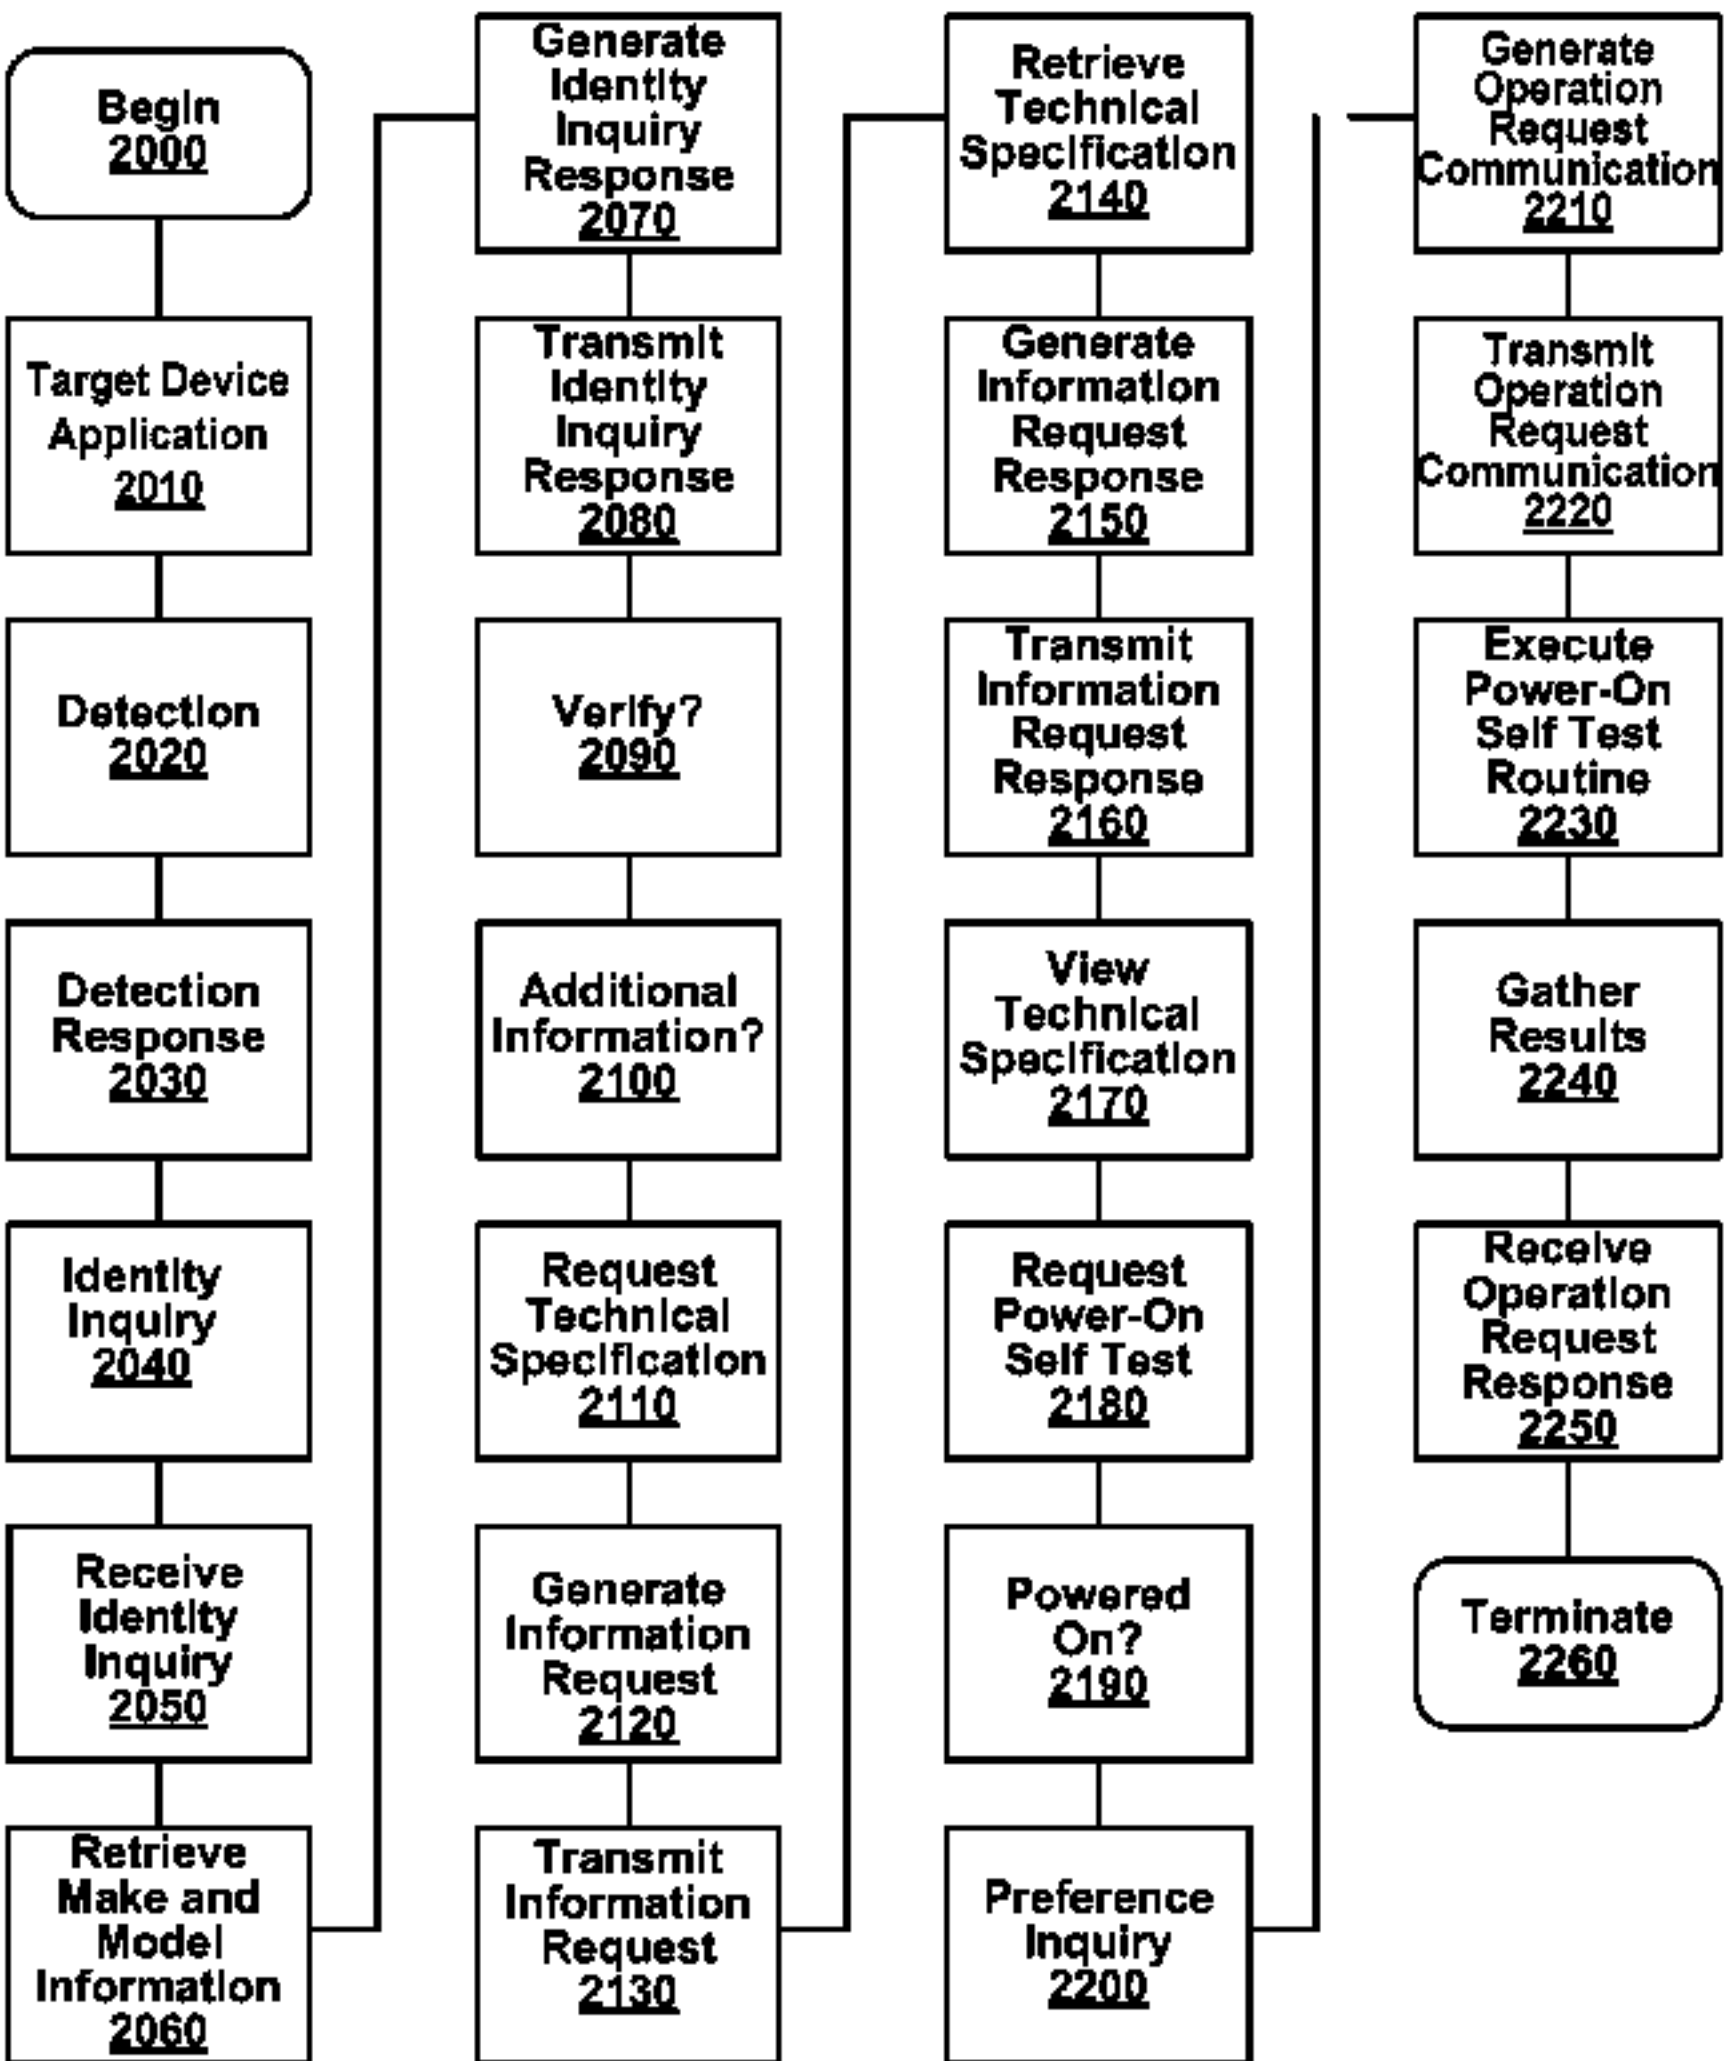 Begin
2000
Target Device
Application
2010
Detection
2020
Detection
Response
2030
Identity
Inquiry
2040
Receive
Identity
Inquiry
2050
Retrieve
Make and
Model
Information
2060
Generate
Identity
Inquiry
Response
2070
Transmit
Identity
Inquiry
Response
2080
Verify?
2090
Additional
Information?
2100
Request
Technical
Specification
2110
Generate
Information
Request
2120
Transmit
Information
Request
2130
Retrieve
Technical
Specification
2140
Generate
Information
Request
Response
2150
Transmit
Information
Request
Response
2160
View
Technical
Specification
2170
Request
Power-On
Self Test
2180
Powered
On?
2190
Preference
Inquiry
2200
Generate
Operation
Request
Communication
2210
Transmit
Operation
Request
Communication
2220
Execute
Power-On
Self Test
Routine
2230
Gather
Results
2240
Receive
Operation
Request
Response
2250
Terminate
2260